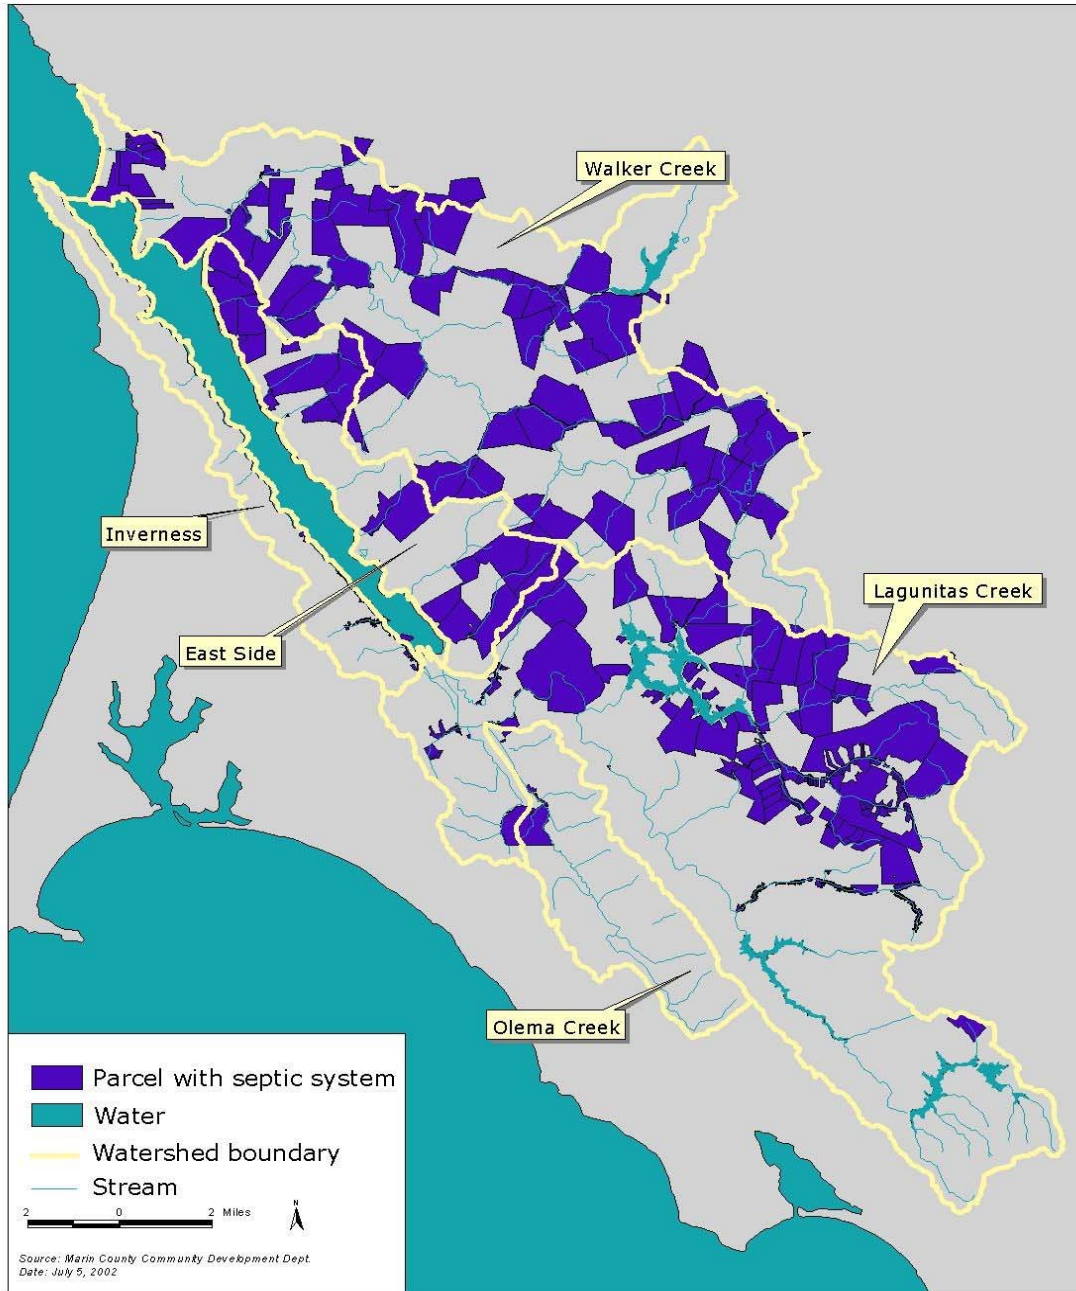 Walker Creek
Inverness
Lagunitas Creek
East Side
Olema Creek
Parcel with septic system
Water
Watershed boundary
Stream
2 0 2 Miles
N
Source: Marin County Community Development Dept.
Date: July 5, 2002